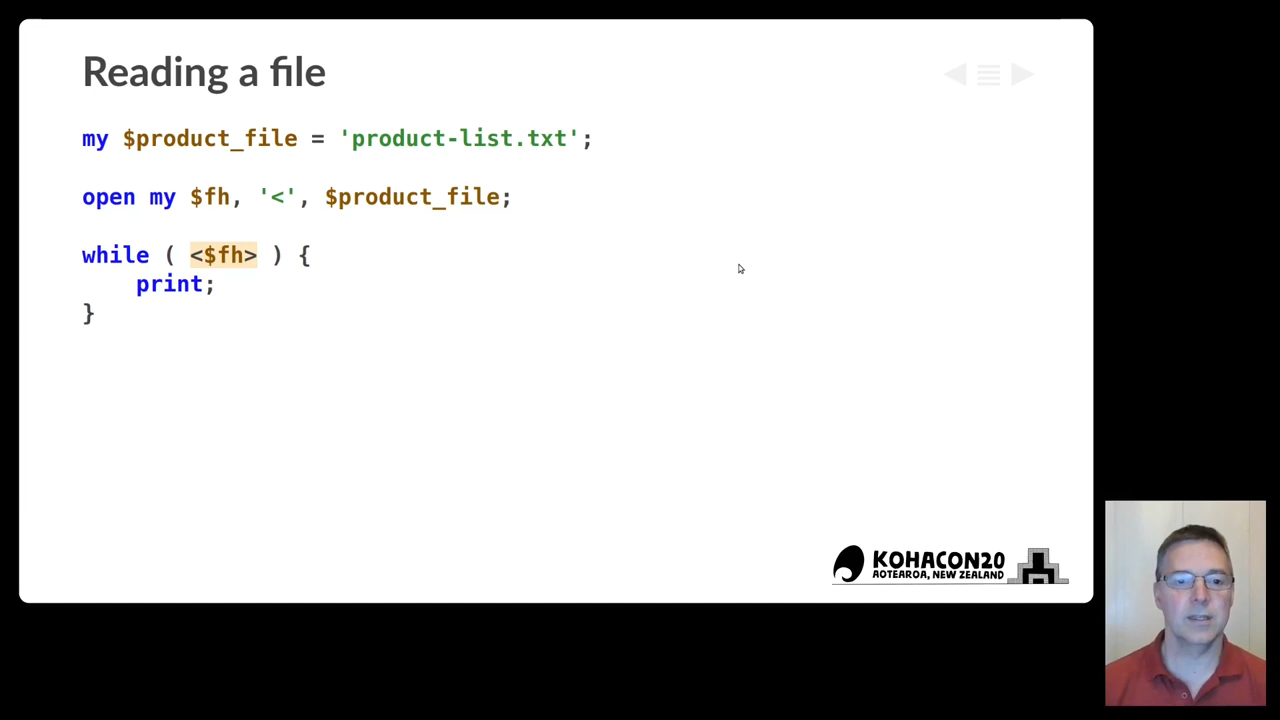 Reading a file
my $product_file = 'product-list.txt';
open my $fh, '<', $product_file;
while ( <$fh> ) {
    print;
}
KOHACON20
AOTEAROA, NEW ZEALAND